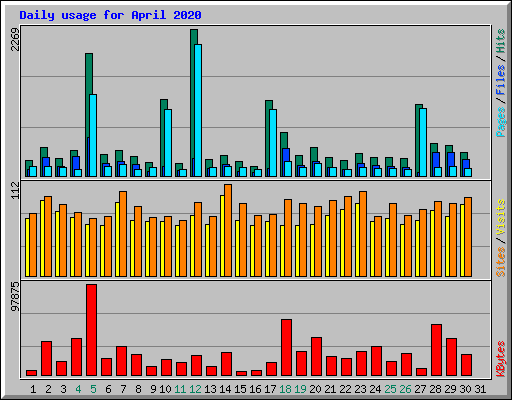 Daily usage for April 2020
2269
Pages / Files / Hits
112
Sites / Visits
97875
KBytes
1 2 3 4 5 6 7 8 9 10 11 12 13 14 15 16 17 18 19 20 21 22 23 24 25 26 27 28 29 30 31